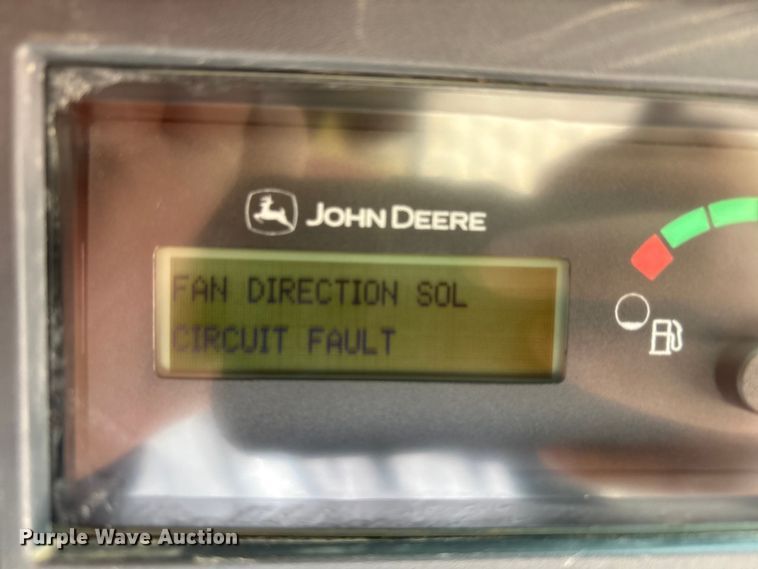 JOHN DEERE
FAN DIRECTION SOL
CIRCUIT FAULT
Purple Wave Auction